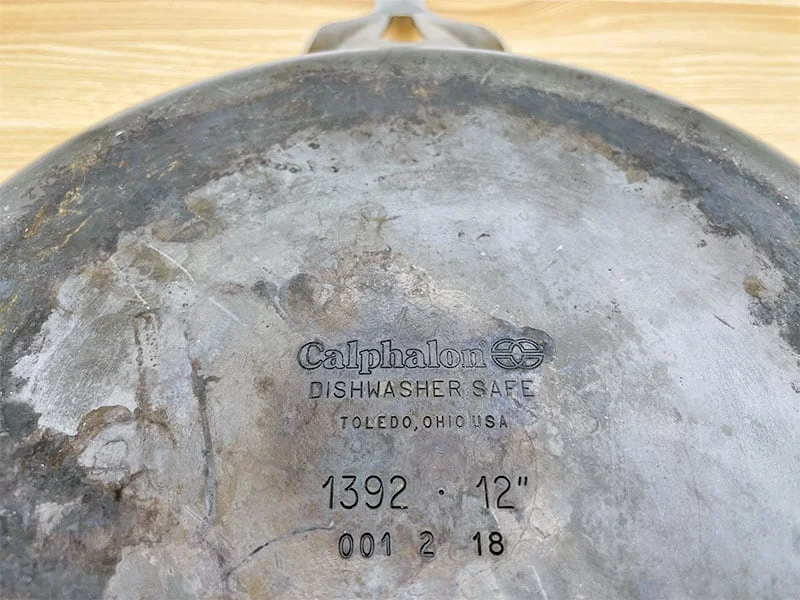 Calphalon
DISHWASHER SAFE
TOLEDO, OHIO USA
1392 · 12"
001 2 18